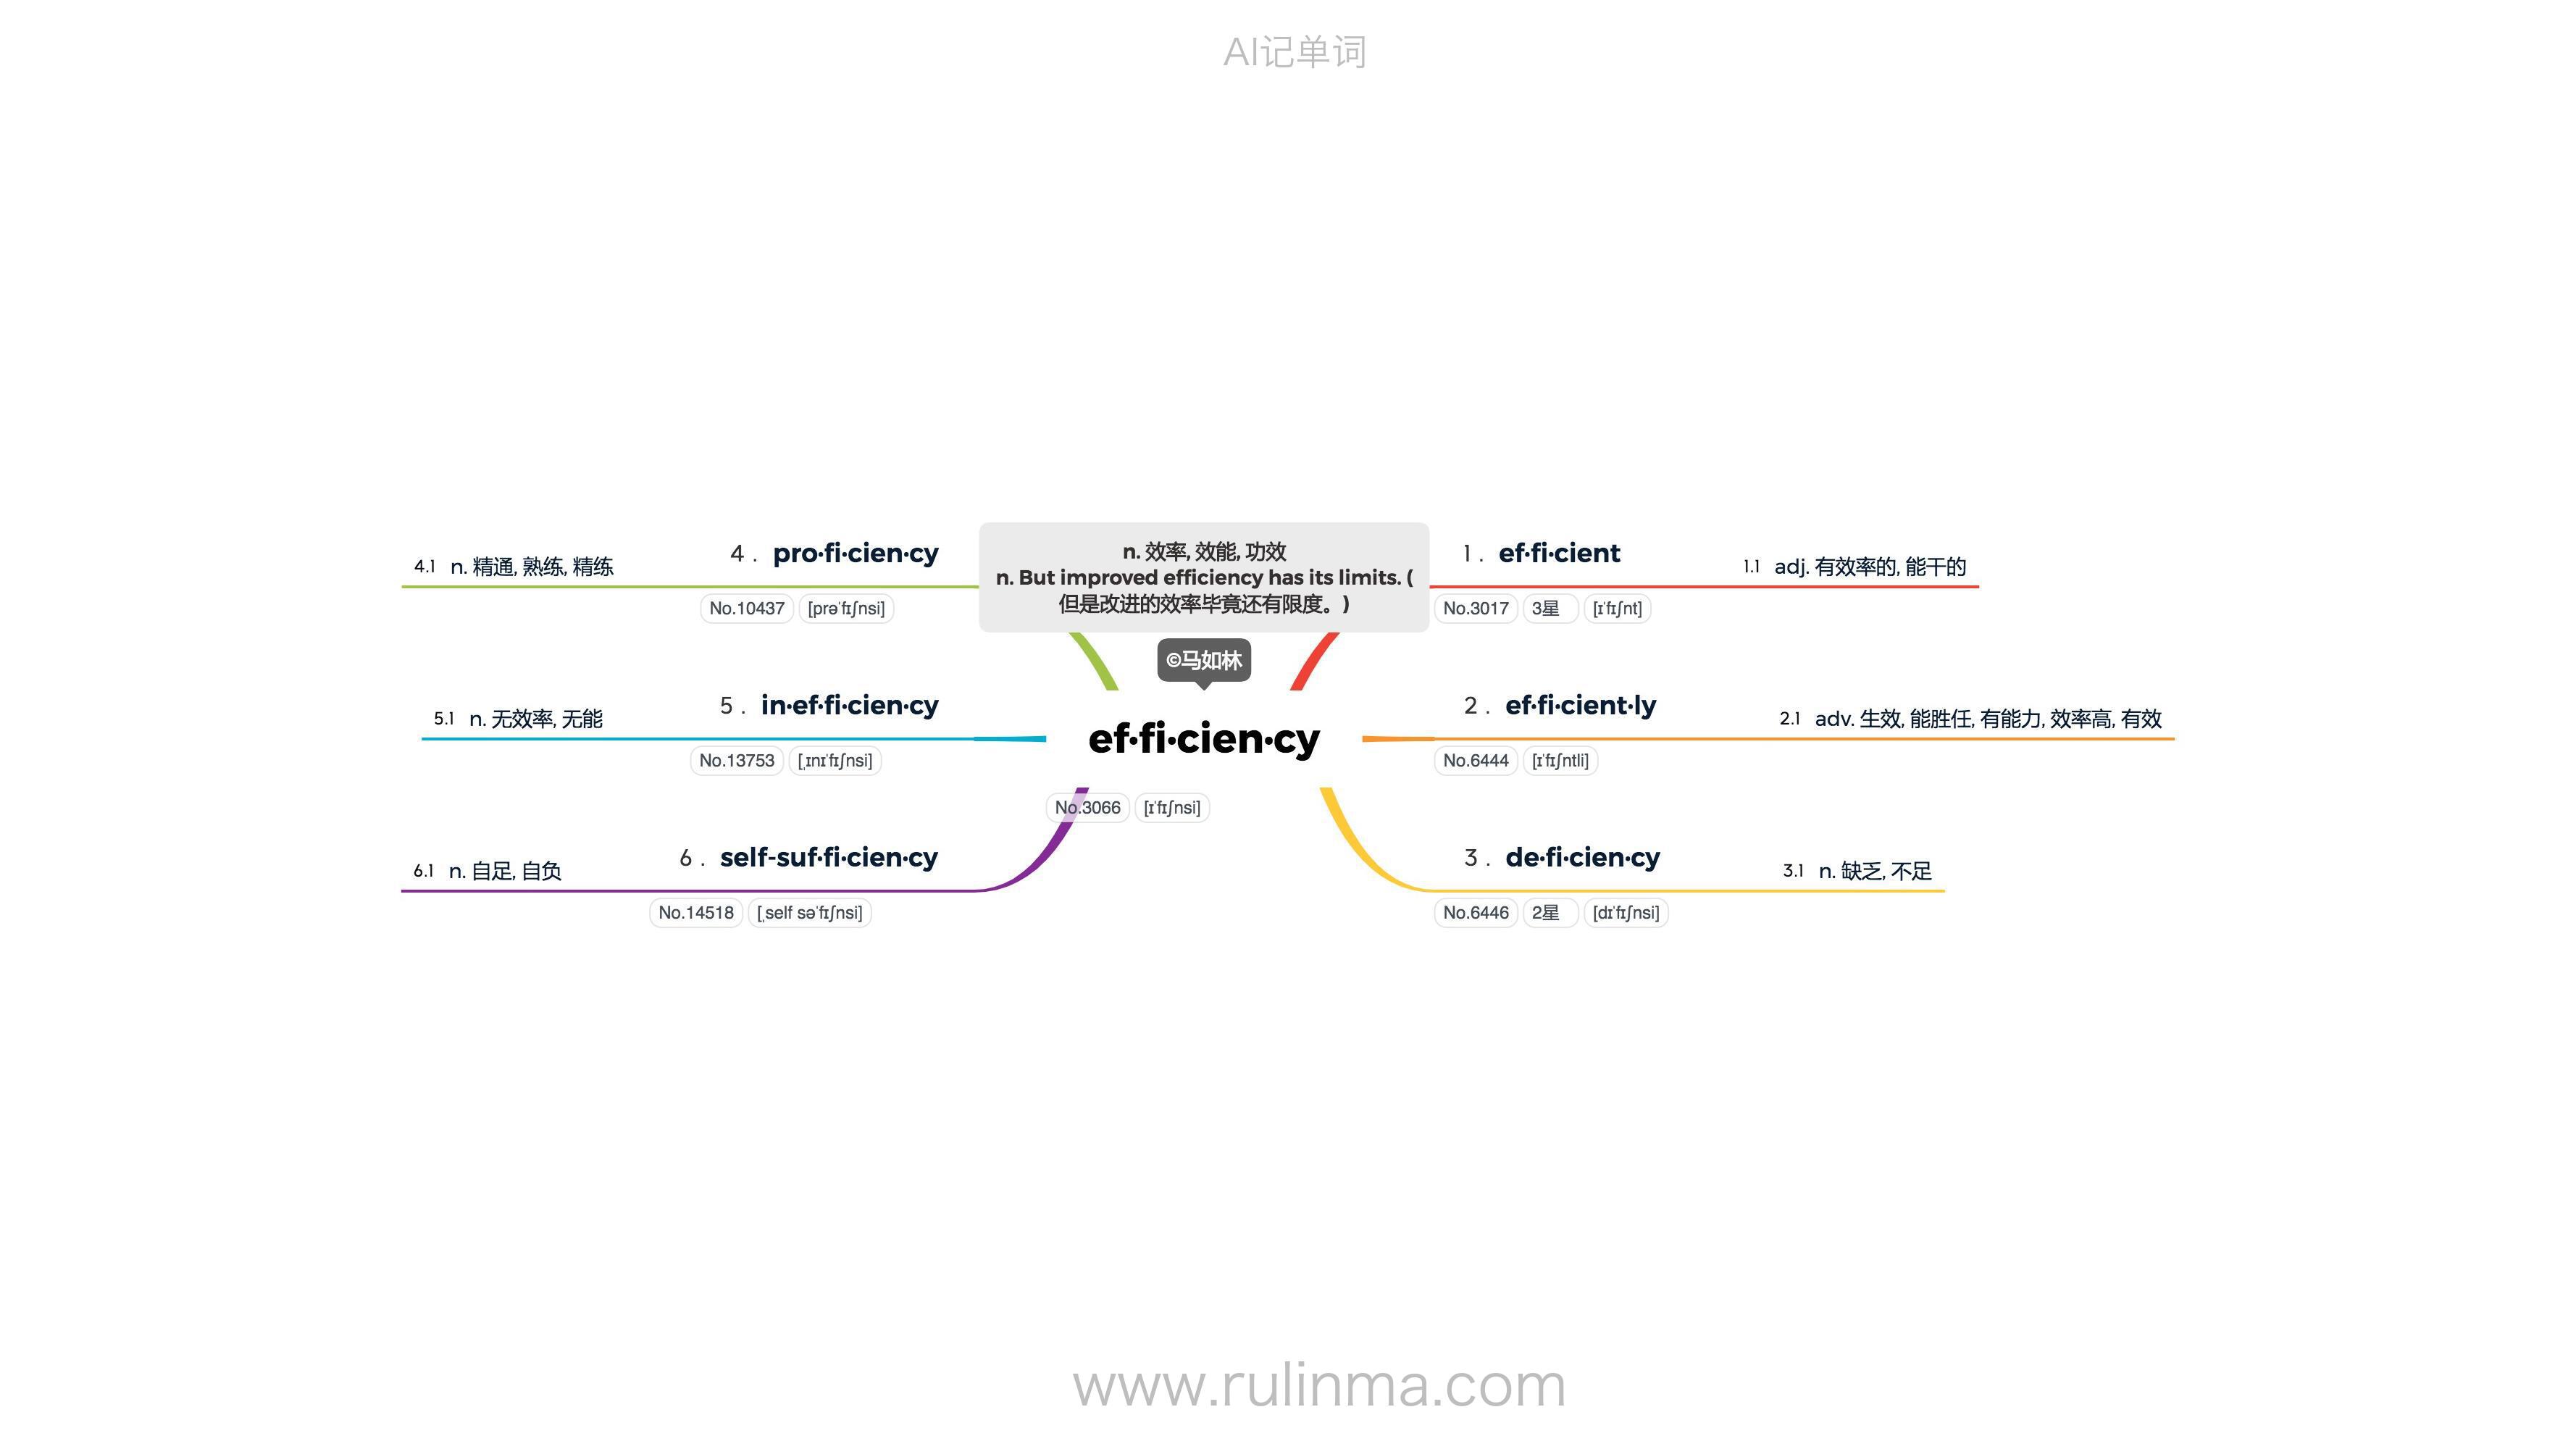 AI记单词
n. 效率, 效能, 功效
n. But improved efficiency has its limits. (
但是改进的效率毕竟还有限度。)
©马如林
ef·fi·cien·cy
No.3066 [ɪˈfɪʃnsi]
1 . ef·fi·cient
No.3017 3星 [ɪˈfɪʃnt]
1.1 adj. 有效率的, 能干的
2 . ef·fi·cient·ly
No.6444 [ɪˈfɪʃntli]
2.1 adv. 生效, 能胜任, 有能力, 效率高, 有效
3 . de·fi·cien·cy
No.6446 2星 [dɪˈfɪʃnsi]
3.1 n. 缺乏, 不足
4 . pro·fi·cien·cy
No.10437 [prəˈfɪʃnsi]
4.1 n. 精通, 熟练, 精练
5 . in·ef·fi·cien·cy
No.13753 [ˌɪnɪˈfɪʃnsi]
5.1 n. 无效率, 无能
6 . self-suf·fi·cien·cy
No.14518 [ˌself səˈfɪʃnsi]
6.1 n. 自足, 自负
www.rulinma.com